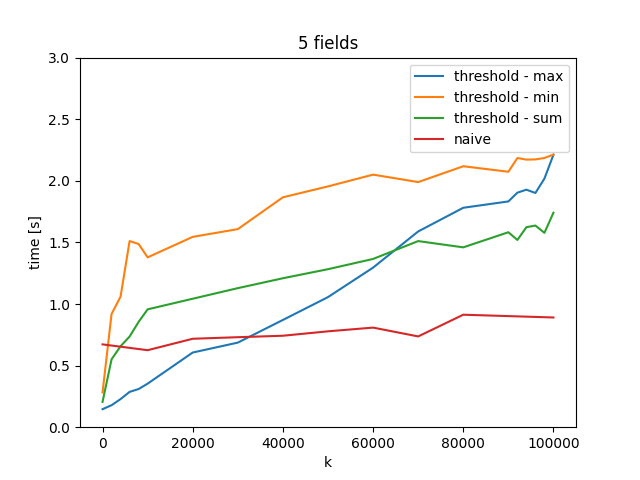 5 fields
threshold - max
threshold - min
threshold - sum
naive
3.0
2.5
2.0
1.5
1.0
0.5
0.0
time [s]
0 20000 40000 60000 80000 100000
k